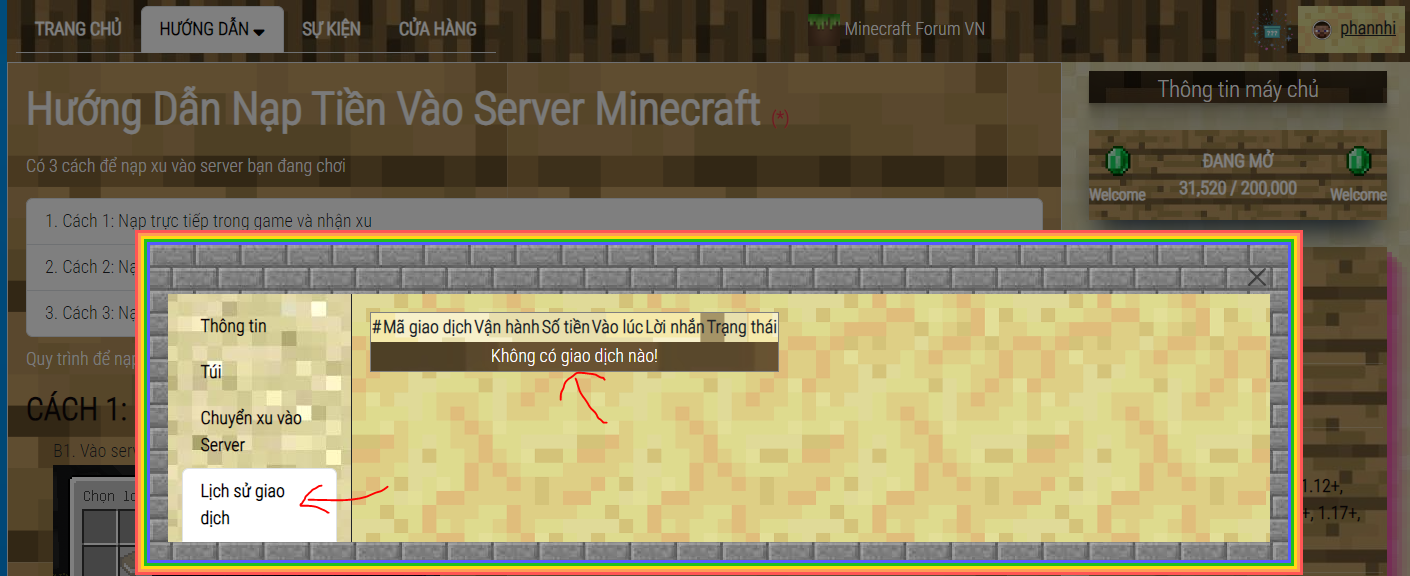 TRANG CHỦ HƯỚNG DẪN SỰ KIỆN CỬA HÀNG Minecraft Forum VN phannhi
Hướng Dẫn Nạp Tiền Vào Server Minecraft (*)
Có 3 cách để nạp xu vào server bạn đang chơi
1. Cách 1: Nạp trực tiếp trong game và nhận xu
2. Cách 2: Nạ
3. Cách 3: Nạ
Quy trình để nạp
CÁCH 1:
B1. Vào serv
Chọn lo
Thông tin máy chủ
ĐANG MỞ
31,520 / 200,000
Welcome Welcome
Thông tin
Túi
Chuyển xu vào
Server
Lịch sử giao
dịch
#Mã giao dịch Vận hành Số tiền Vào lúc Lời nhắn Trạng thái
Không có giao dịch nào!
1.12+,
+, 1.17+,